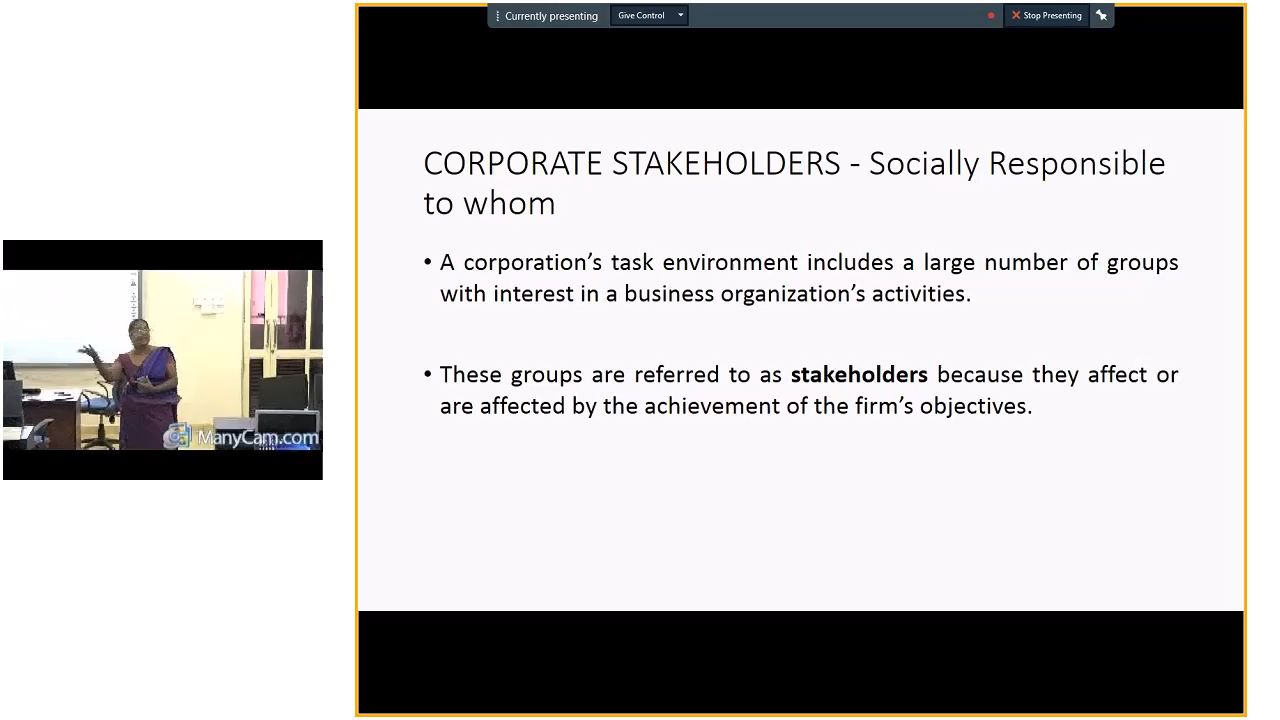 Currently presenting
Give Control
Stop Presenting
CORPORATE STAKEHOLDERS - Socially Responsible
to whom
• A corporation’s task environment includes a large number of groups
with interest in a business organization’s activities.
• These groups are referred to as stakeholders because they affect or
are affected by the achievement of the firm’s objectives.
ManyCam.com